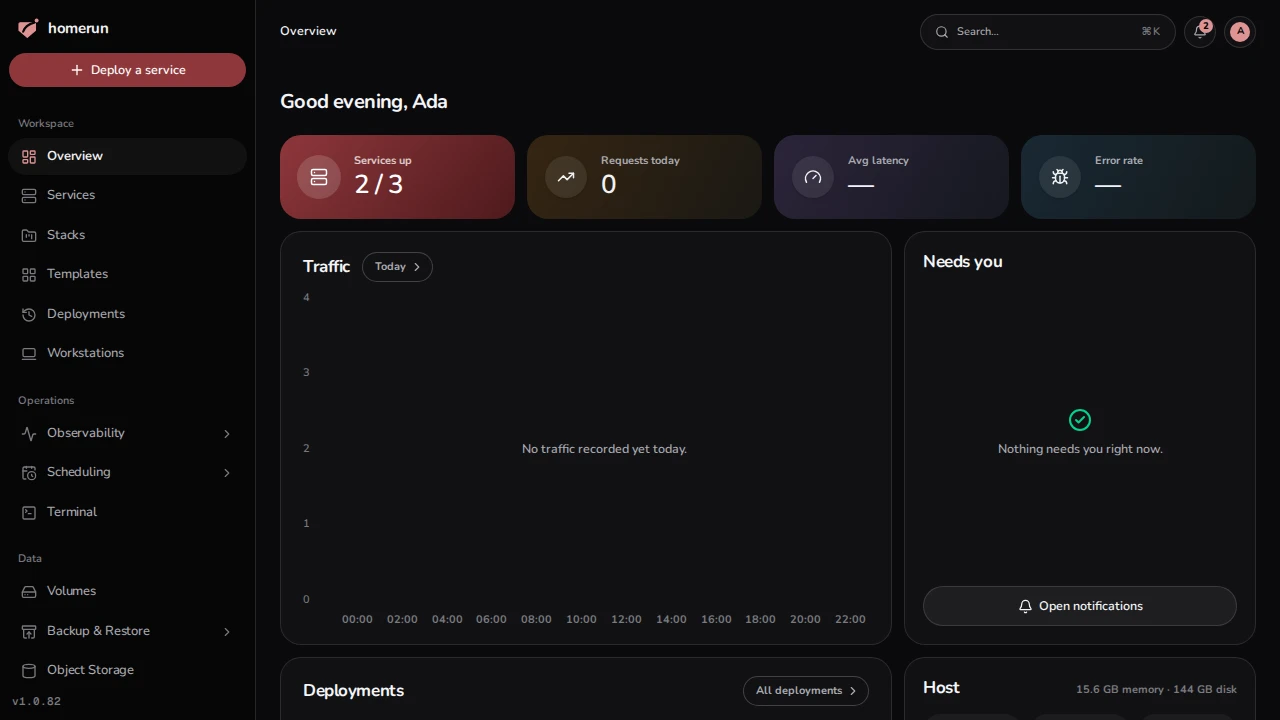 homerun
Deploy a service
Workspace
Overview
Services
Stacks
Templates
Deployments
Workstations
Operations
Observability
Scheduling
Terminal
Data
Volumes
Backup & Restore
Object Storage
v1.0.82
Overview
Search...
⌘K
2
A
Good evening, Ada
Services up
2 / 3
Requests today
0
Avg latency
—
Error rate
—
Traffic
Today
4
3
2
1
0
No traffic recorded yet today.
00:00 02:00 04:00 06:00 08:00 10:00 12:00 14:00 16:00 18:00 20:00 22:00
Needs you
Nothing needs you right now.
Open notifications
Deployments
All deployments
Host
15.6 GB memory · 144 GB disk